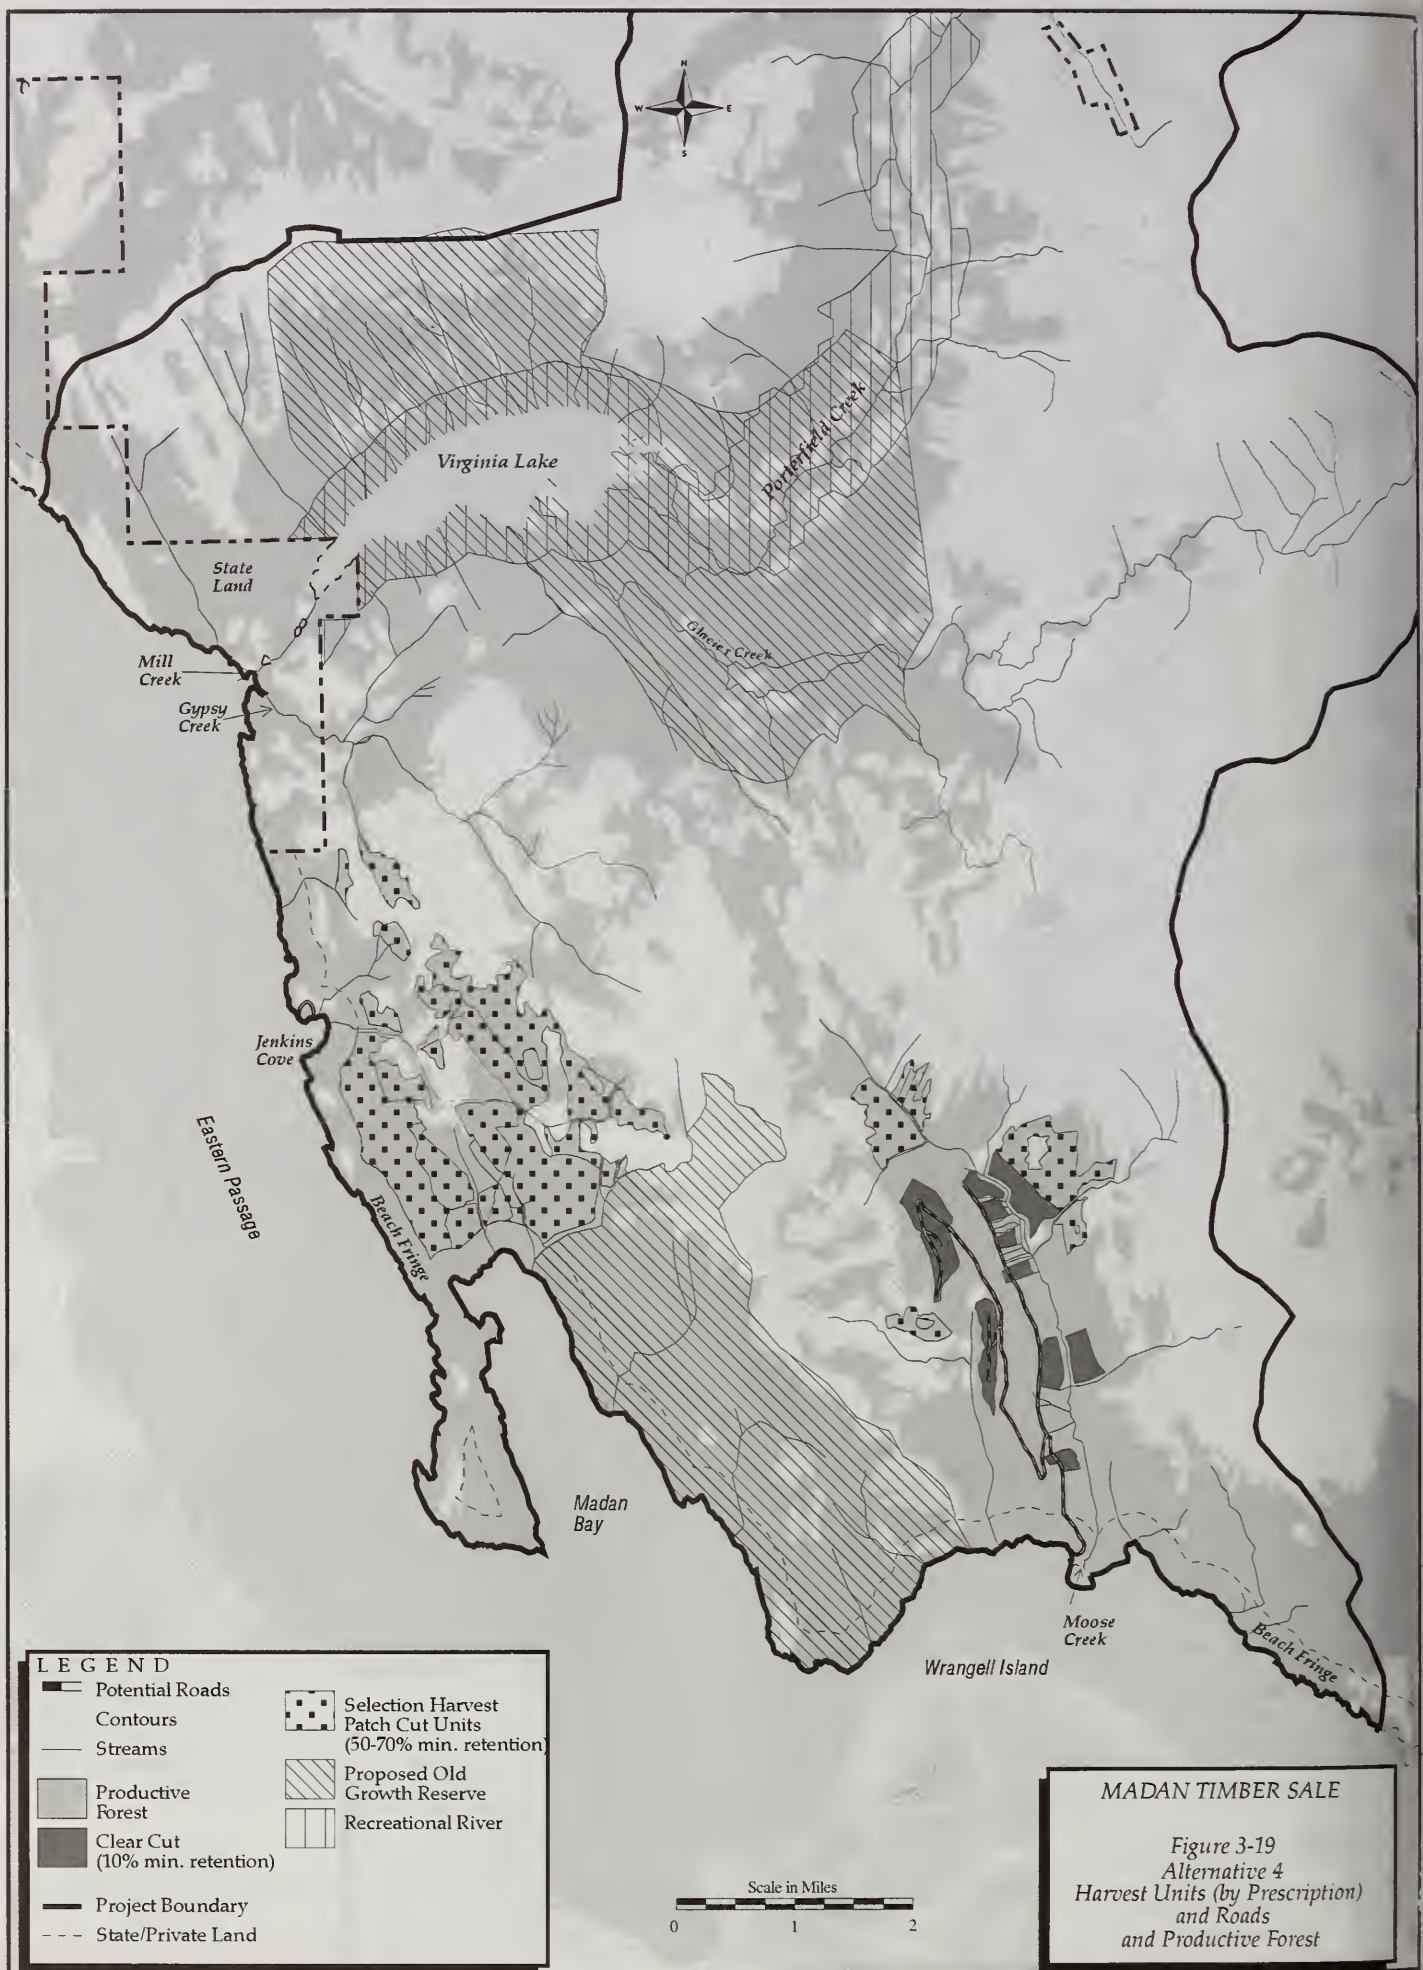 N
W E
S
Virginia Lake
Porterfield Creek
State
Land
Glacier Creek
Mill
Creek
Gypsy
Creek
Jenkins
Cove
Eastern Passage
Beach Fringe
Madan
Bay
Moose
Creek
Wrangell Island
Beach Fringe
LEGEND
Potential Roads
Contours
Streams
Productive
Forest
Clear Cut
(10% min. retention)
Project Boundary
State/Private Land
Selection Harvest
Patch Cut Units
(50-70% min. retention)
Proposed Old
Growth Reserve
Recreational River
Scale in Miles
0 1 2
MADAN TIMBER SALE
Figure 3-19
Alternative 4
Harvest Units (by Prescription)
and Roads
and Productive Forest